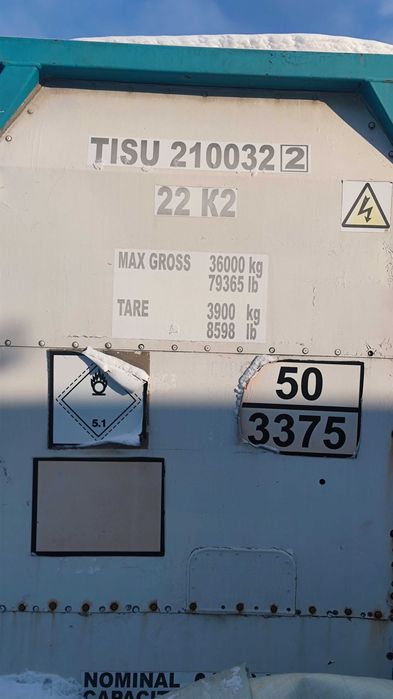 TISU 210032 2
22 K2
MAX GROSS 36000 kg
79365 lb
TARE 3900 kg
8598 lb
5.1
50
3375
NOMINAL
CAPACITY